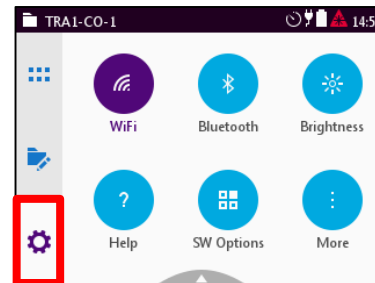 TRA1-CO-1 14:5
WiFi Bluetooth Brightness
? 
Help SW Options More